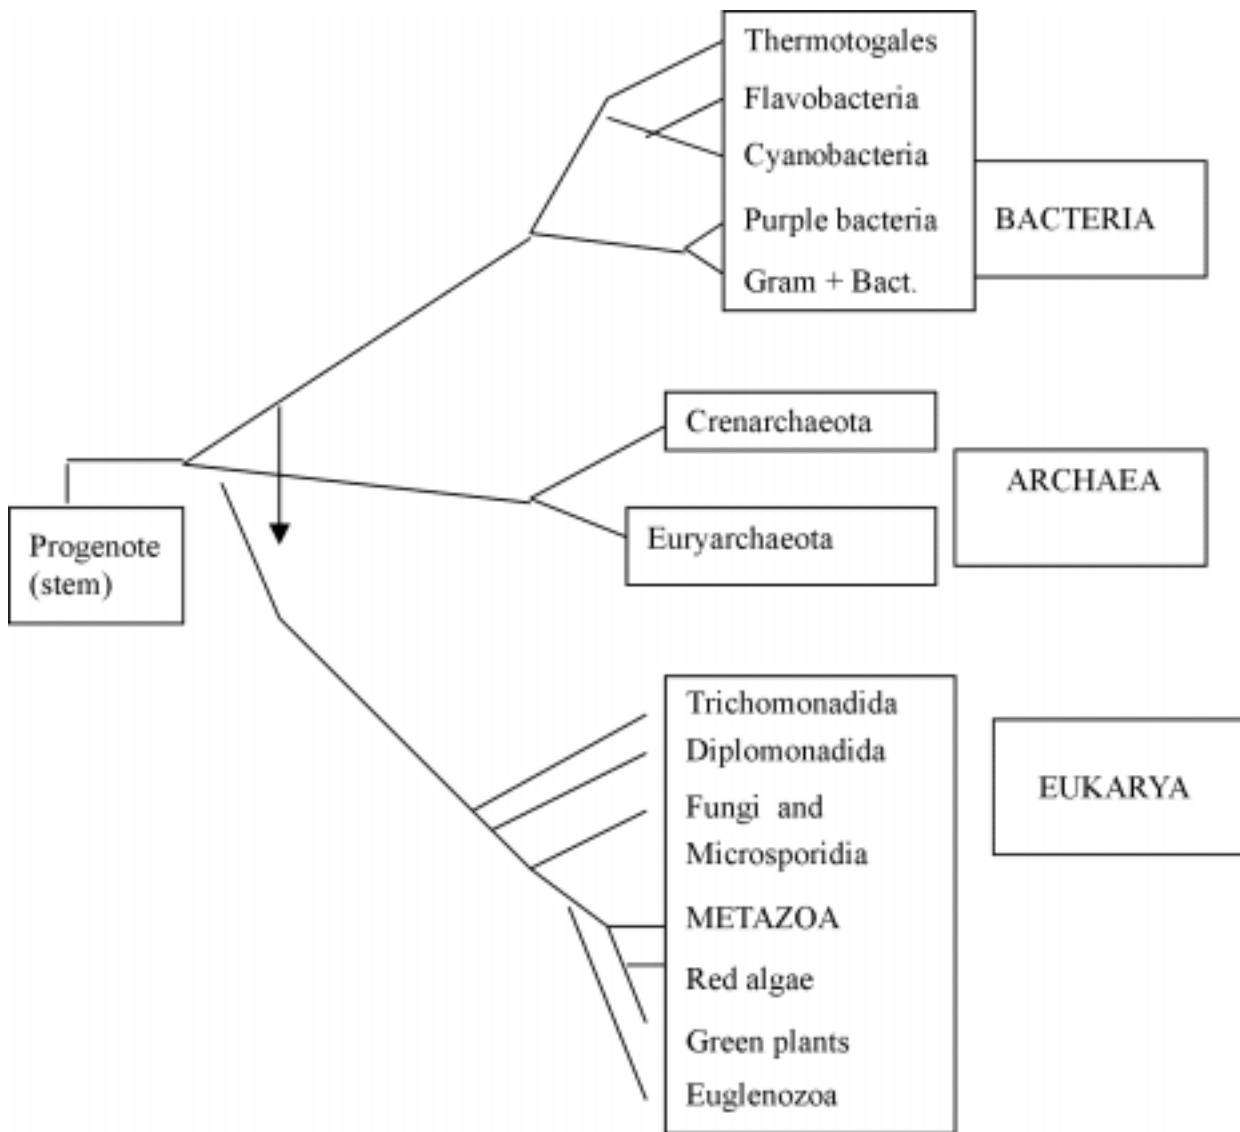 Thermotogales
Flavobacteria
Cyanobacteria
Purple bacteria
Gram + Bact.
BACTERIA
Crenarchaeota
Euryarchaeota
ARCHAEA
Progenote
(stem)
Trichomonadida
Diplomonadida
Fungi and
Microsporidia
METAZOA
Red algae
Green plants
Euglenozoa
EUKARYA